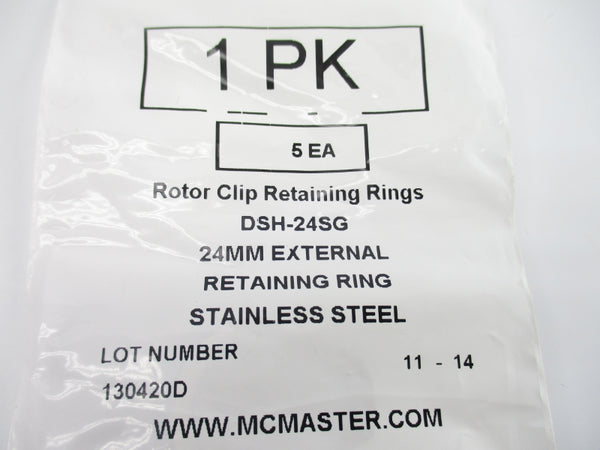 1 PK
5 EA
Rotor Clip Retaining Rings
DSH-24SG
24MM EXTERNAL
RETAINING RING
STAINLESS STEEL
LOT NUMBER 11 - 14
130420D
WWW.MCMASTER.COM